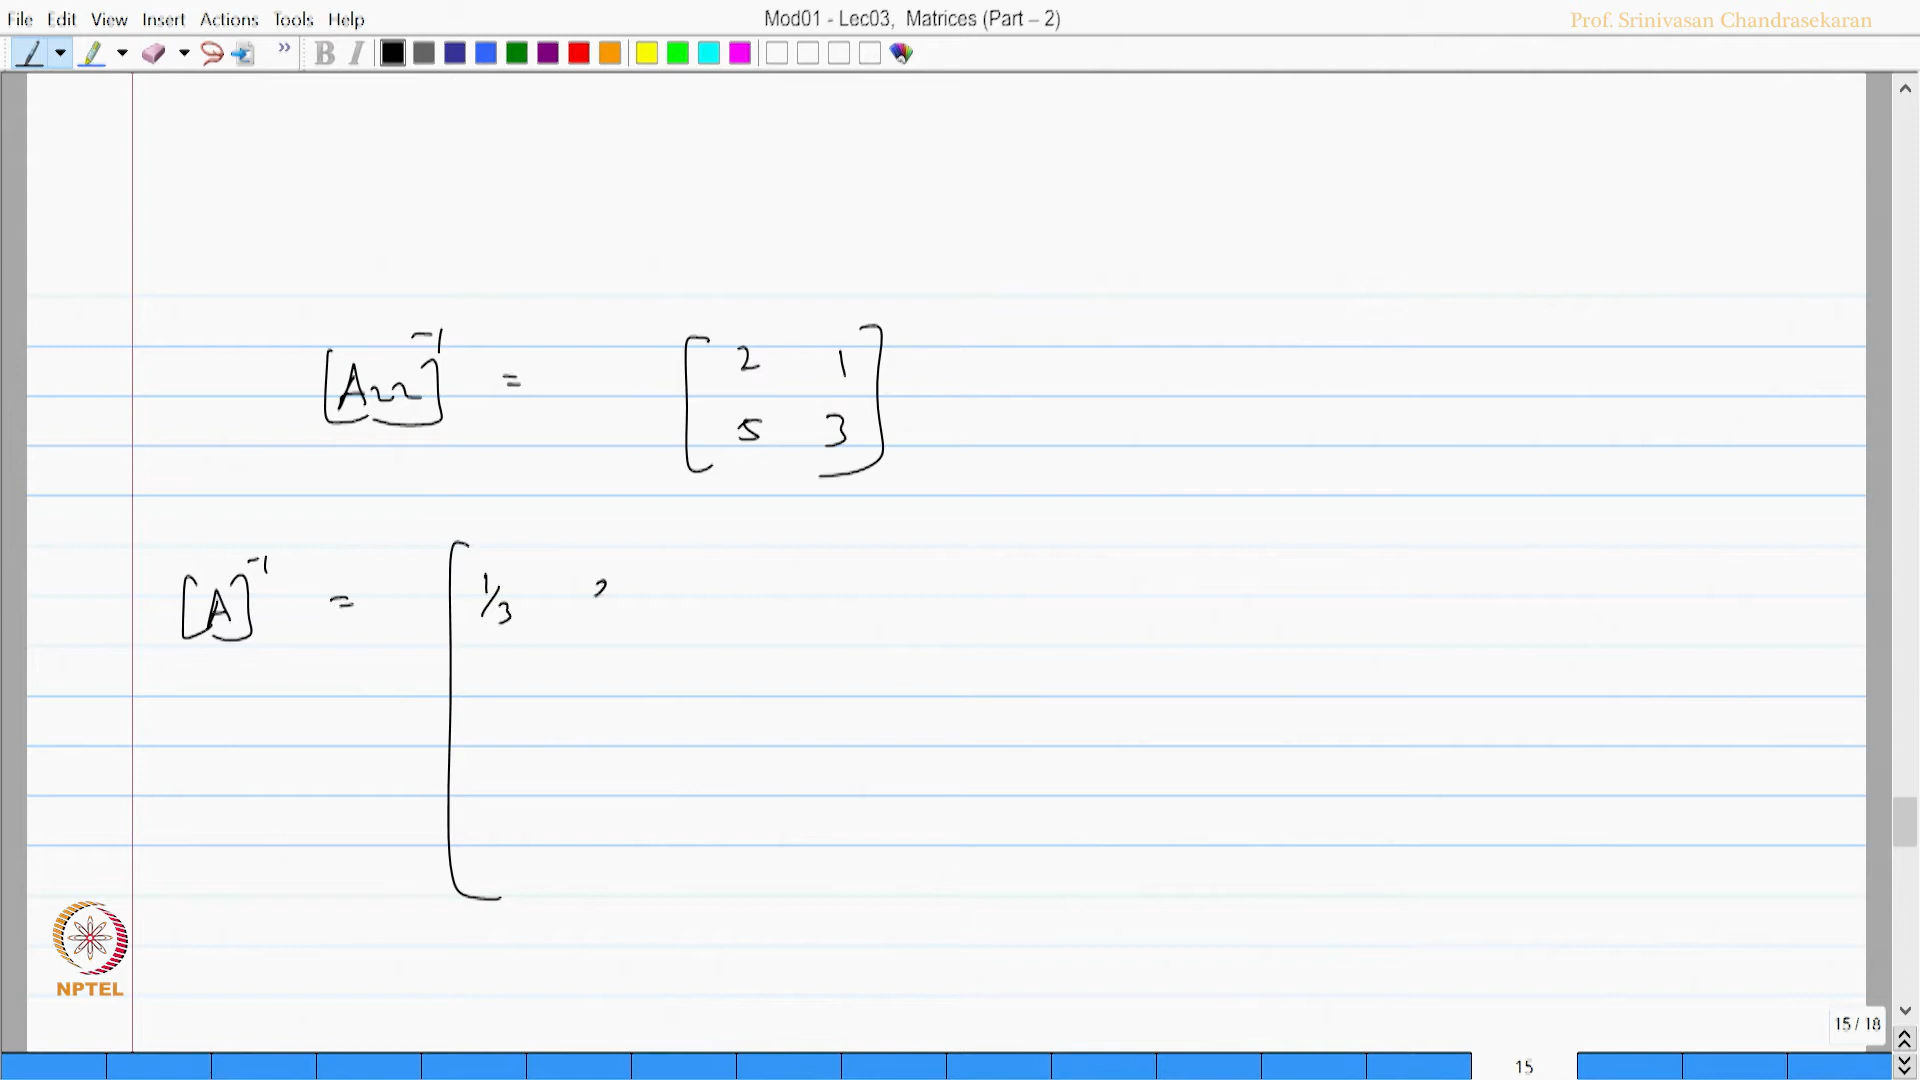 File Edit View Insert Actions Tools Help
Mod01 - Lec03, Matrices (Part – 2)
Prof. Srinivasan Chandrasekaran
B I
[A22]⁻¹ = [2 1
5 3]
[A]⁻¹ = [1/3
NPTEL
15 / 18
15